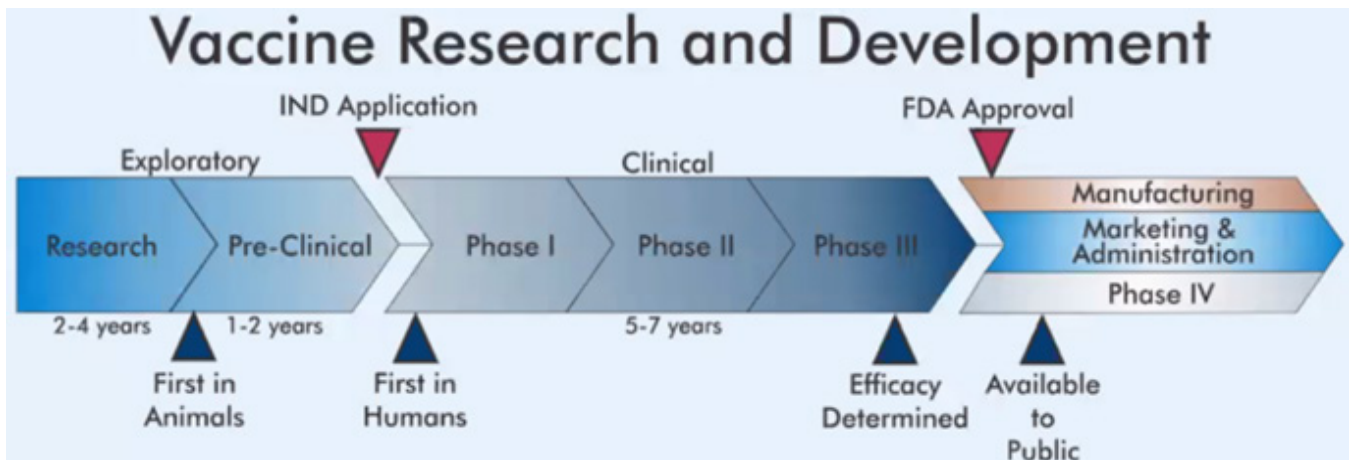 Vaccine Research and Development
IND Application
FDA Approval
Exploratory
Clinical
Research
Pre-Clinical
Phase I
Phase II
Phase III
Manufacturing
Marketing &
Administration
Phase IV
2-4 years
1-2 years
5-7 years
First in
Animals
First in
Humans
Efficacy
Determined
Available
to
Public